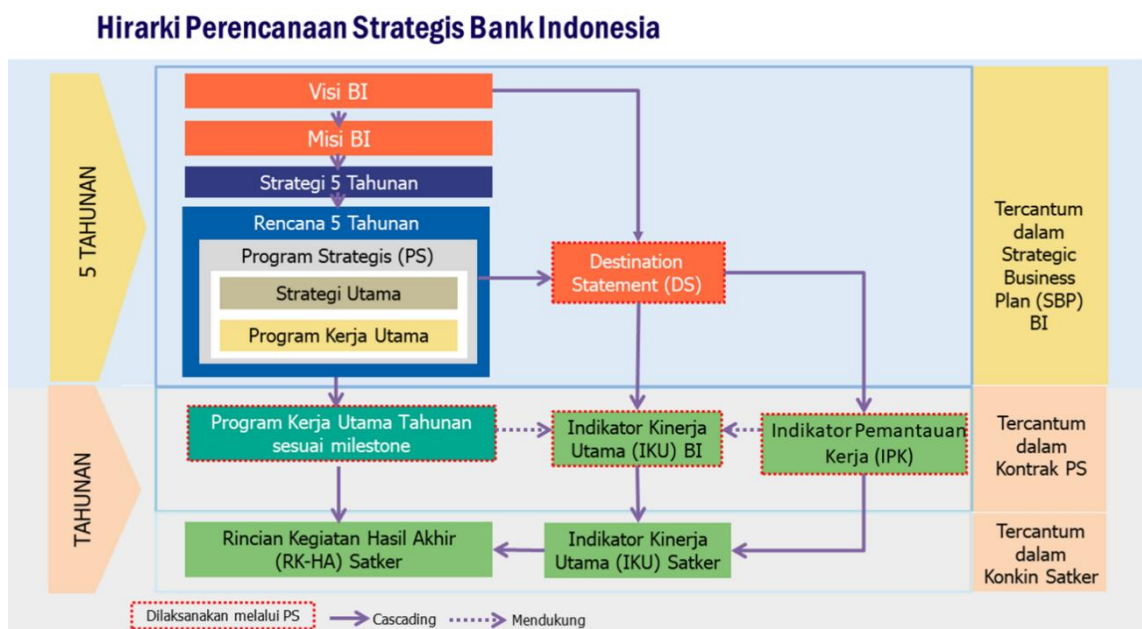 Hirarki Perencanaan Strategis Bank Indonesia
5 TAHUNAN
Visi BI
Misi BI
Strategi 5 Tahunan
Rencana 5 Tahunan
Program Strategis (PS)
Strategi Utama
Program Kerja Utama
Destination
Statement (DS)
Tercantum
dalam
Strategic
Business
Plan (SBP)
BI
TAHUNAN
Program Kerja Utama Tahunan
sesuai milestone
Indikator Kinerja
Utama (IKU) BI
Indikator Pemantauan
Kerja (IPK)
Tercantum
dalam
Kontrak PS
Rincian Kegiatan Hasil Akhir
(RK-HA) Satker
Indikator Kinerja
Utama (IKU) Satker
Tercantum
dalam
Konkin Satker
Dilaksanakan melalui PS
Cascading
Mendukung